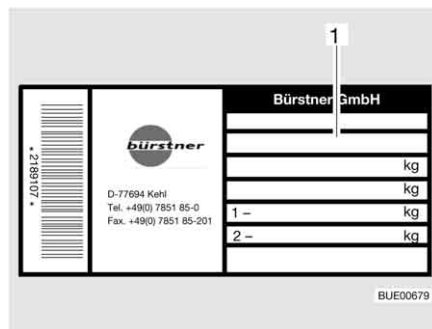 1
Bürstner GmbH
*2189107*
bürstner
D-77694 Kehl
Tel. +49(0) 7851 85-0
Fax. +49(0) 7851 85-201
kg
kg
1 – kg
2 – kg
BUE00679